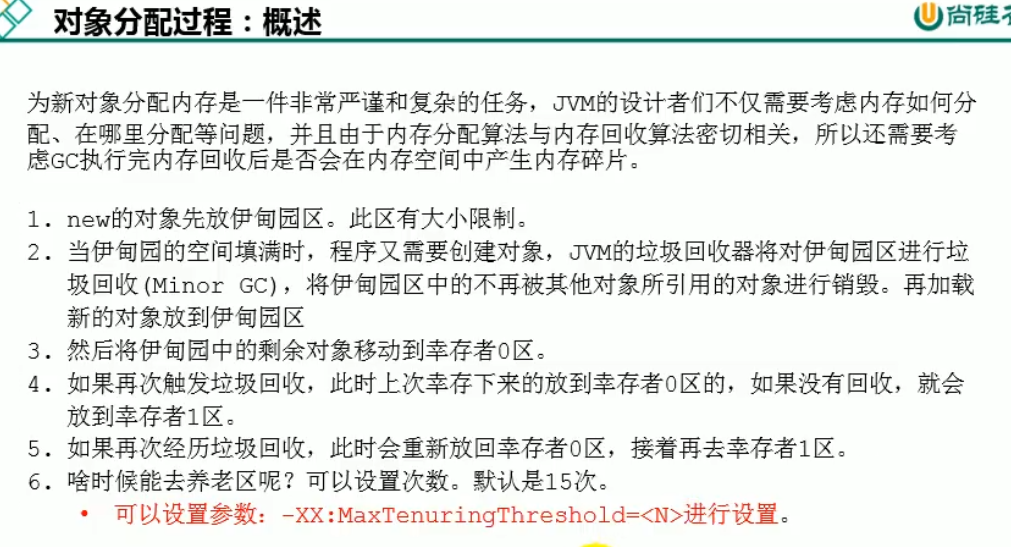 对象分配过程：概述
尚硅
为新对象分配内存是一件非常严谨和复杂的任务，JVM的设计者们不仅需要考虑内存如何分
配、在哪里分配等问题，并且由于内存分配算法与内存回收算法密切相关，所以还需要考
虑GC执行完内存回收后是否会在内存空间中产生内存碎片。
1．new的对象先放伊甸园区。此区有大小限制。
2．当伊甸园的空间填满时，程序又需要创建对象，JVM的垃圾回收器将对伊甸园区进行垃
圾回收(Minor GC)，将伊甸园区中的不再被其他对象所引用的对象进行销毁。再加载
新的对象放到伊甸园区
3．然后将伊甸园中的剩余对象移动到幸存者0区。
4．如果再次触发垃圾回收，此时上次幸存下来的放到幸存者0区的，如果没有回收，就会
放到幸存者1区。
5．如果再次经历垃圾回收，此时会重新放回幸存者0区，接着再去幸存者1区。
6．啥时候能去养老区呢？可以设置次数。默认是15次。
• 可以设置参数：-XX:MaxTenuringThreshold=<N>进行设置。